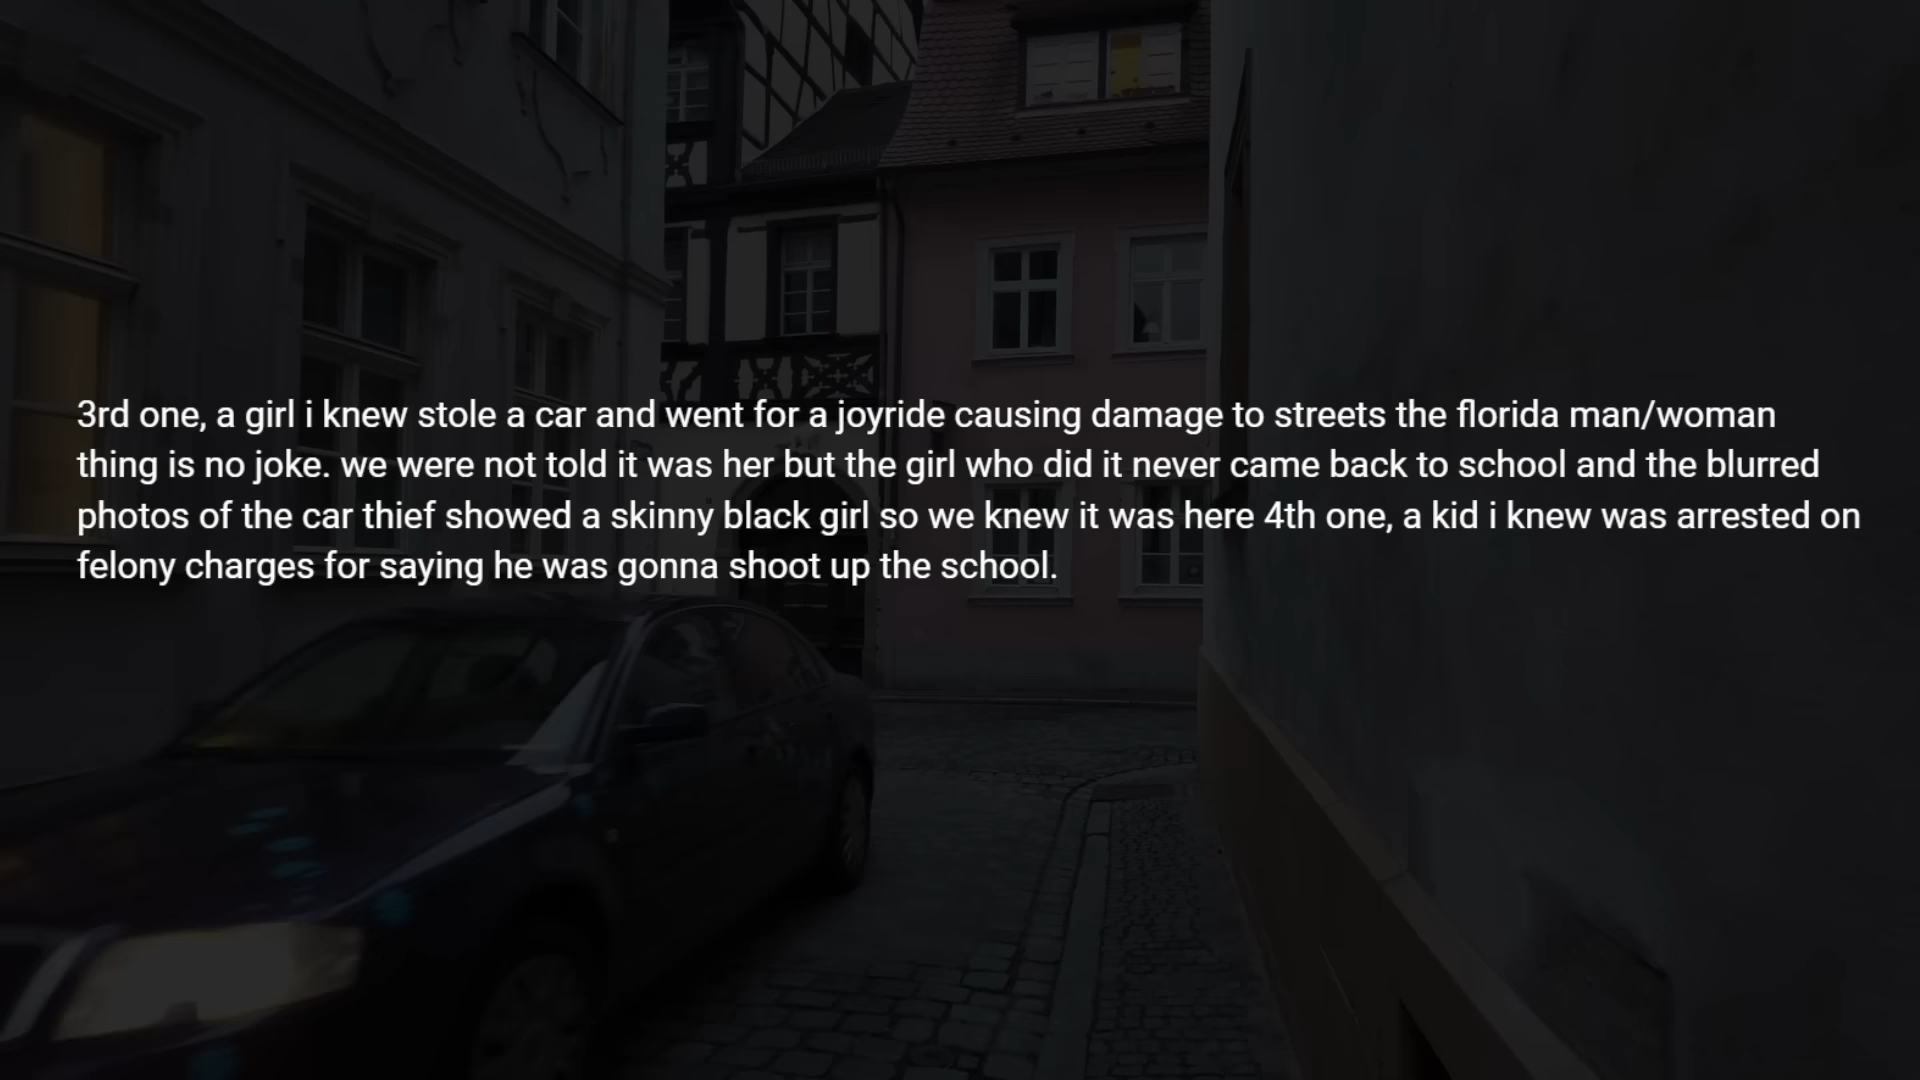 3rd one, a girl i knew stole a car and went for a joyride causing damage to streets the florida man/woman
thing is no joke. we were not told it was her but the girl who did it never came back to school and the blurred
photos of the car thief showed a skinny black girl so we knew it was here 4th one, a kid i knew was arrested on
felony charges for saying he was gonna shoot up the school.